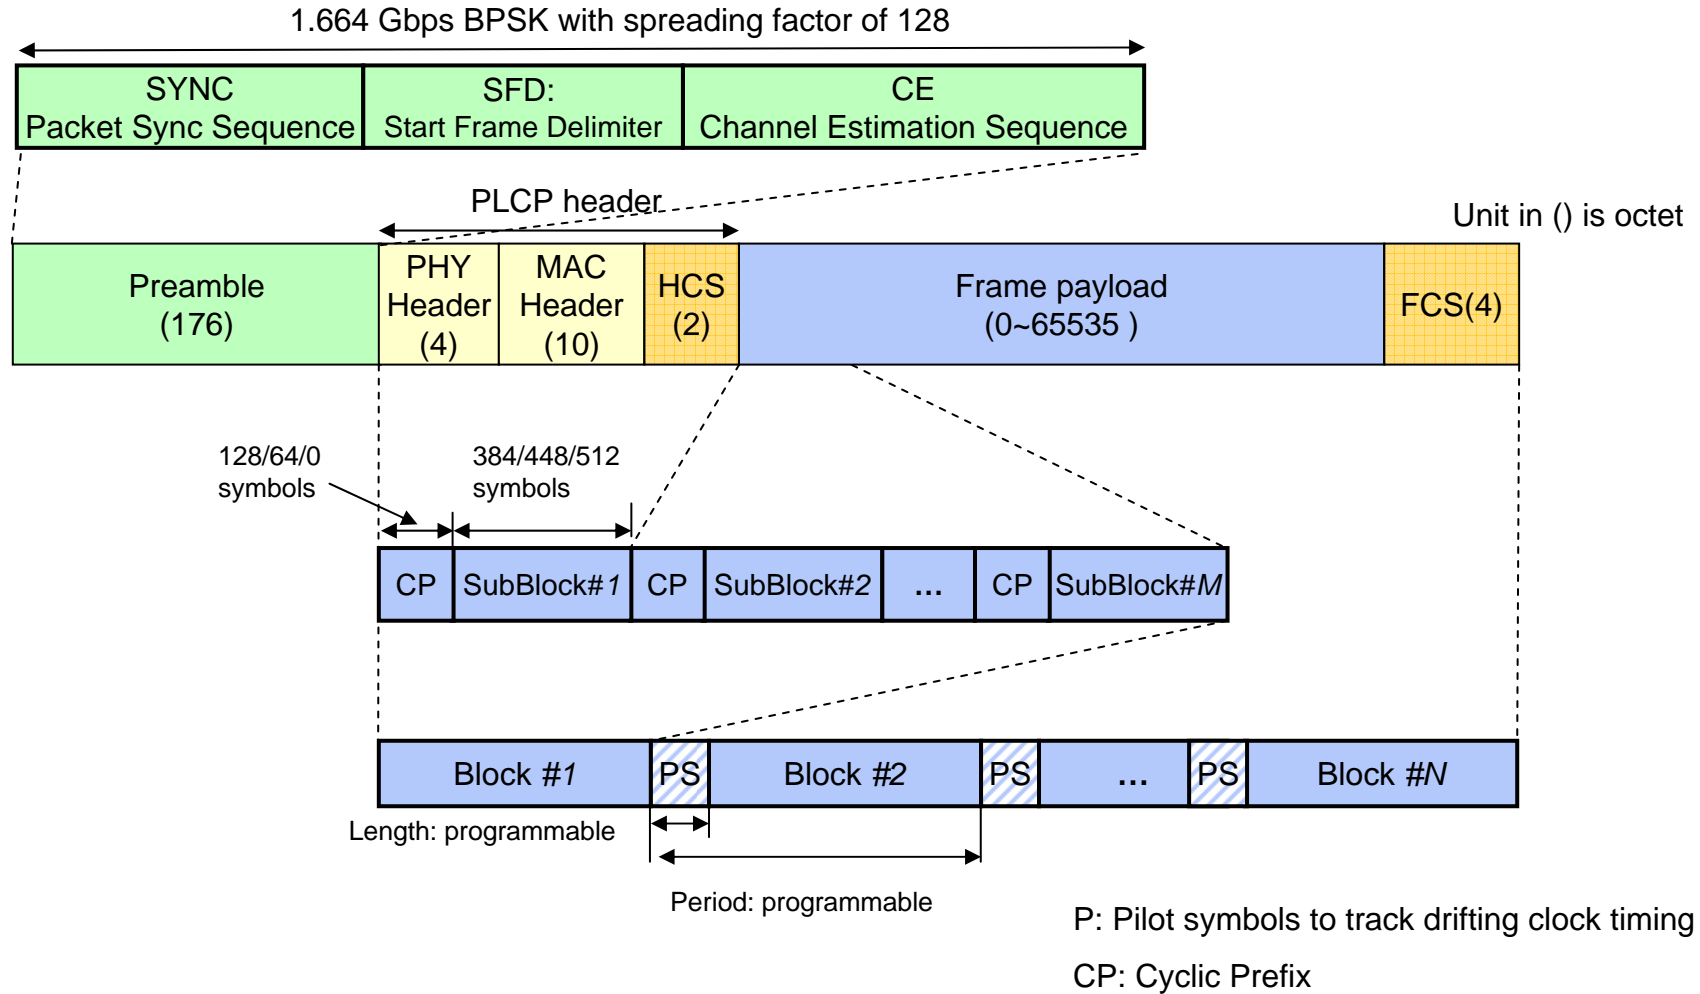 1.664 Gbps BPSK with spreading factor of 128
SYNC
Packet Sync Sequence
SFD:
Start Frame Delimiter
CE
Channel Estimation Sequence
PLCP header
Unit in () is octet
Preamble
(176)
PHY
Header
(4)
MAC
Header
(10)
HCS
(2)
Frame payload
(0~65535 )
FCS(4)
128/64/0
symbols
384/448/512
symbols
CP
SubBlock#1
CP
SubBlock#2
...
CP
SubBlock#M
Block #1
PS
Block #2
PS
...
PS
Block #N
Length: programmable
Period: programmable
P: Pilot symbols to track drifting clock timing
CP: Cyclic Prefix